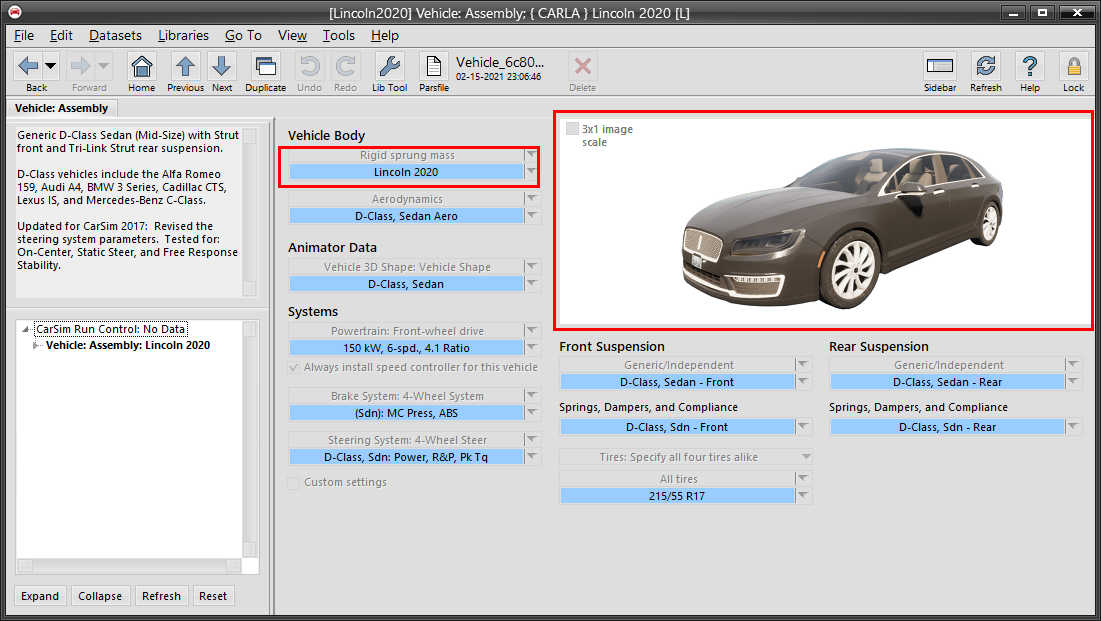 [Lincoln2020] Vehicle: Assembly; { CARLA } Lincoln 2020 [L]
File Edit Datasets Libraries Go To View Tools Help
Back Forward Home Previous Next Duplicate Undo Redo Lib Tool Parsfile
Vehicle_6c80...
02-15-2021 23:06:46
Delete Sidebar Refresh Help Lock
Vehicle: Assembly
Generic D-Class Sedan (Mid-Size) with Strut
front and Tri-Link Strut rear suspension.
D-Class vehicles include the Alfa Romeo
159, Audi A4, BMW 3 Series, Cadillac CTS,
Lexus IS, and Mercedes-Benz C-Class.
Updated for CarSim 2017: Revised the
steering system parameters. Tested for:
On-Center, Static Steer, and Free Response
Stability.
CarSim Run Control: No Data
Vehicle: Assembly: Lincoln 2020
Expand Collapse Refresh Reset
Vehicle Body
Rigid sprung mass
Lincoln 2020
Aerodynamics
D-Class, Sedan Aero
Animator Data
Vehicle 3D Shape: Vehicle Shape
D-Class, Sedan
Systems
Powertrain: Front-wheel drive
150 kW, 6-spd., 4.1 Ratio
Always install speed controller for this vehicle
Brake System: 4-Wheel System
(Sdn): MC Press, ABS
Steering System: 4-Wheel Steer
D-Class, Sdn: Power, R&P, Pk Tq
Custom settings
3x1 image
scale
Front Suspension
Generic/Independent
D-Class, Sedan - Front
Springs, Dampers, and Compliance
D-Class, Sdn - Front
Tires: Specify all four tires alike
All tires
215/55 R17
Rear Suspension
Generic/Independent
D-Class, Sedan - Rear
Springs, Dampers, and Compliance
D-Class, Sdn - Rear